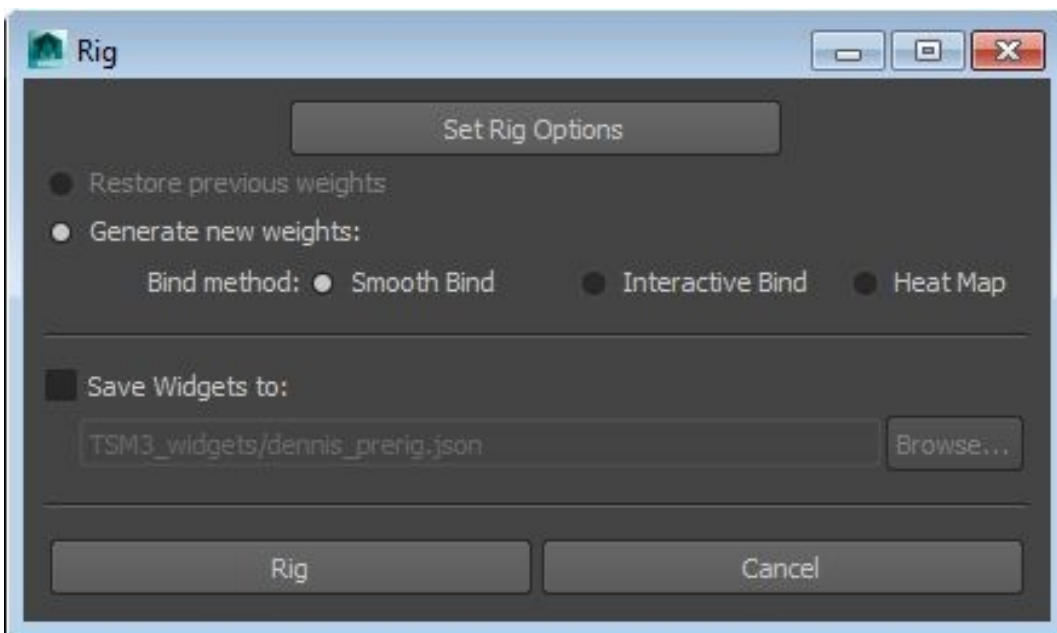 Rig
Set Rig Options
Restore previous weights
Generate new weights:
Bind method: Smooth Bind Interactive Bind Heat Map
Save Widgets to:
TSM3_widgets/dennis_prerig.json Browse...
Rig Cancel